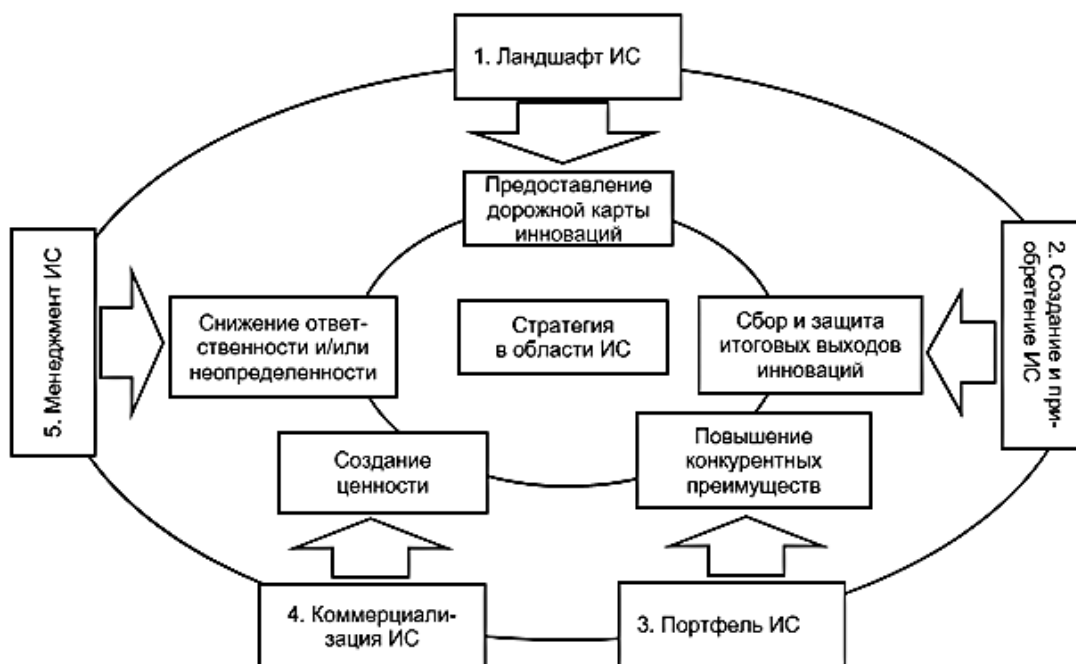 1. Ландшафт ИС
Предоставление
дорожной карты
инноваций
5. Менеджмент ИС
Снижение ответ-
ственности и/или
неопределенности
Стратегия
в области ИС
Сбор и защита
итоговых выходов
инноваций
2. Создание и при-
обретение ИС
Создание
ценности
Повышение
конкурентных
преимуществ
4. Коммерциали-
зация ИС
3. Портфель ИС